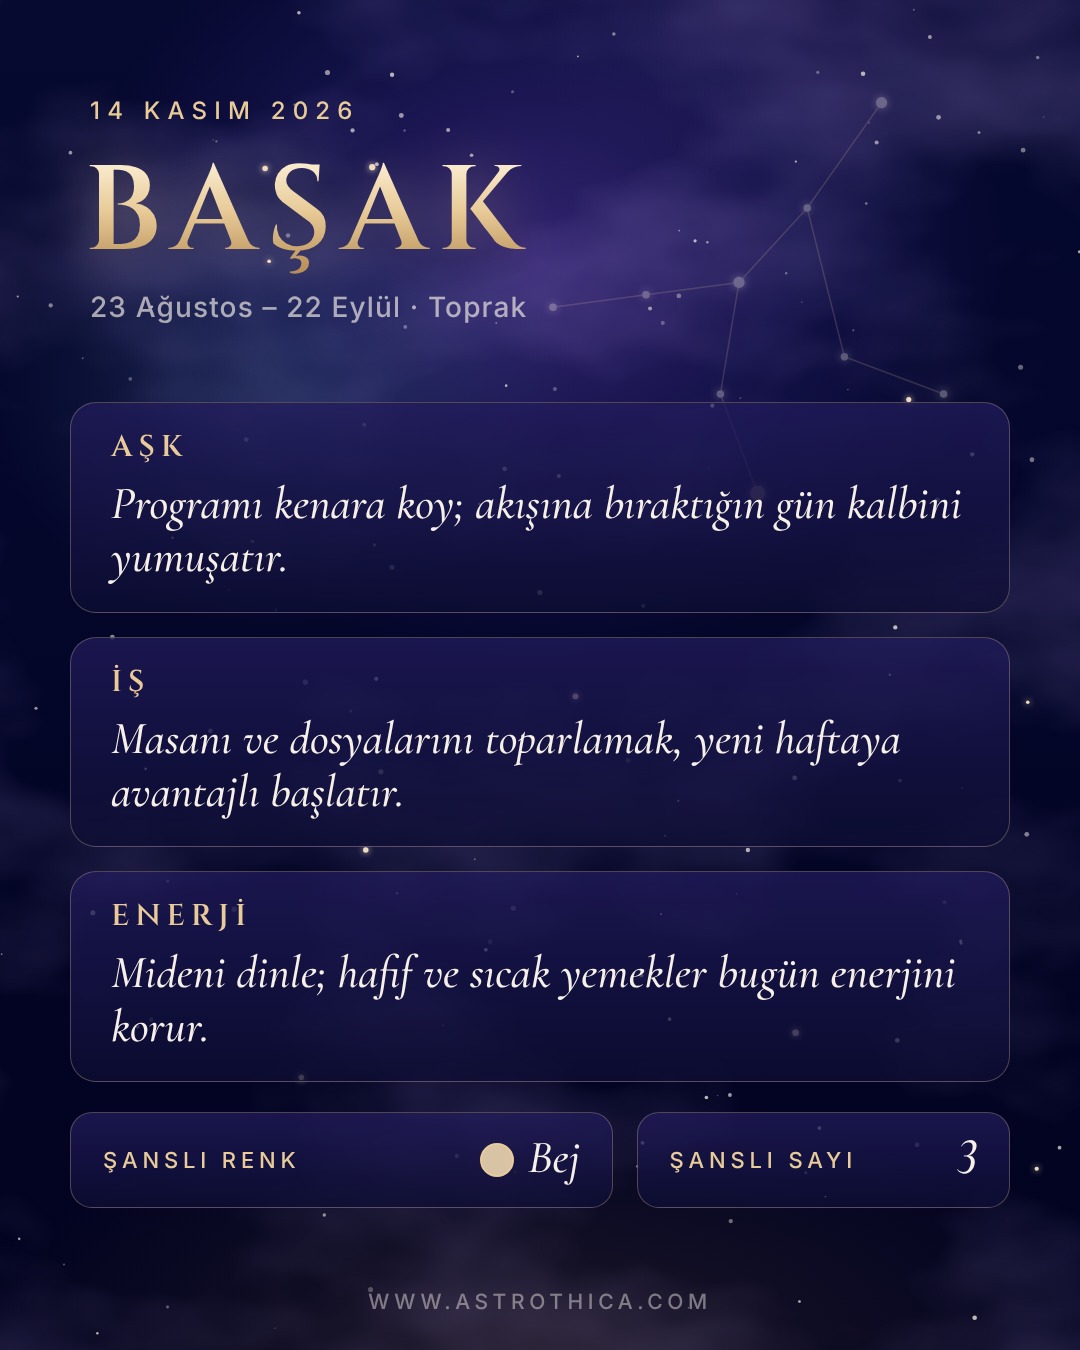 14 KASIM 2026
BAŞAK
23 Ağustos – 22 Eylül · Toprak
AŞK
Programı kenara koy; akışına bıraktığın gün kalbini
yumuşatır.
İŞ
Masanı ve dosyalarını toparlamak, yeni haftaya
avantajlı başlatır.
ENERJİ
Mideni dinle; hafif ve sıcak yemekler bugün enerjini
korur.
ŞANSLI RENK Bej
ŞANSLI SAYI 3
WWW.ASTROTHICA.COM